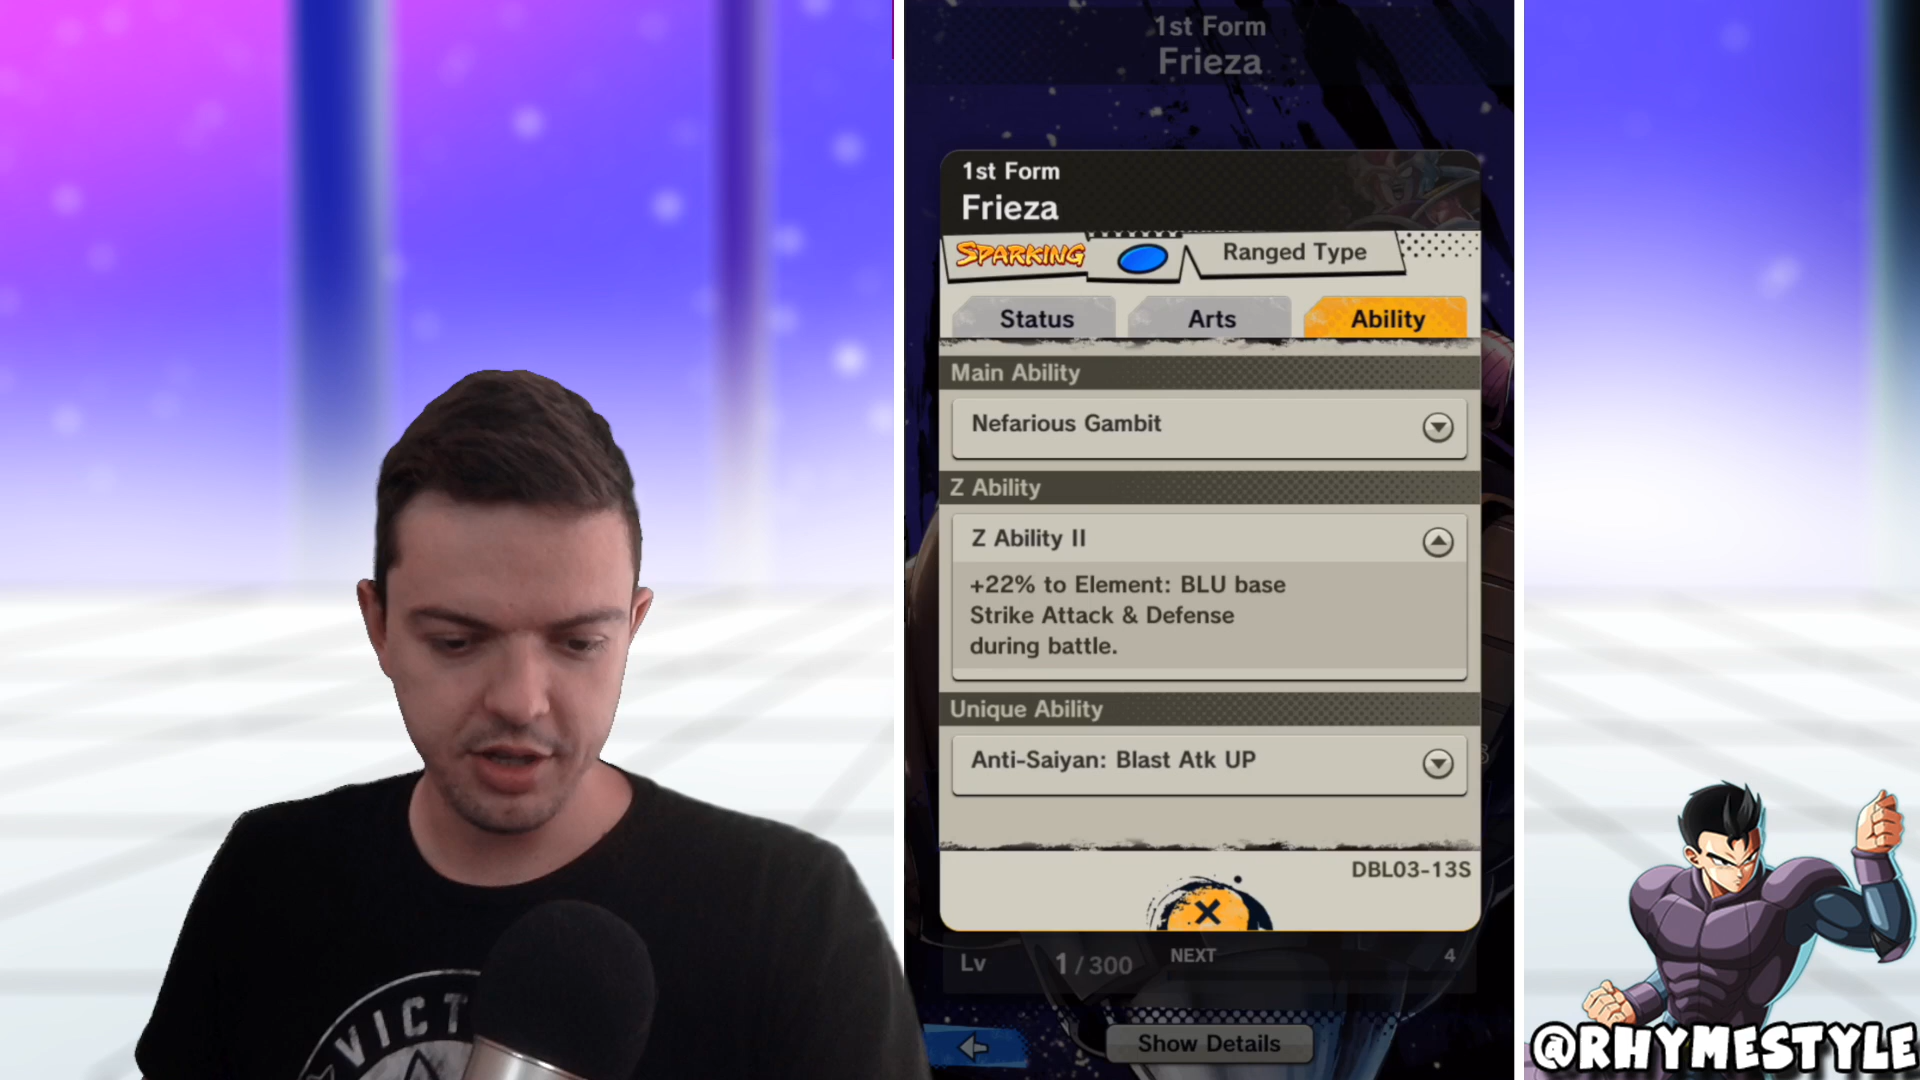 1st Form
Frieza
1st Form
Frieza
SPARKING
Ranged Type
Status
Arts
Ability
Main Ability
Nefarious Gambit
Z Ability
Z Ability II
+22% to Element: BLU base
Strike Attack & Defense
during battle.
Unique Ability
Anti-Saiyan: Blast Atk UP
DBL03-13S
Lv
1/300
NEXT
4
Show Details
VICT
@RHYMESTYLE